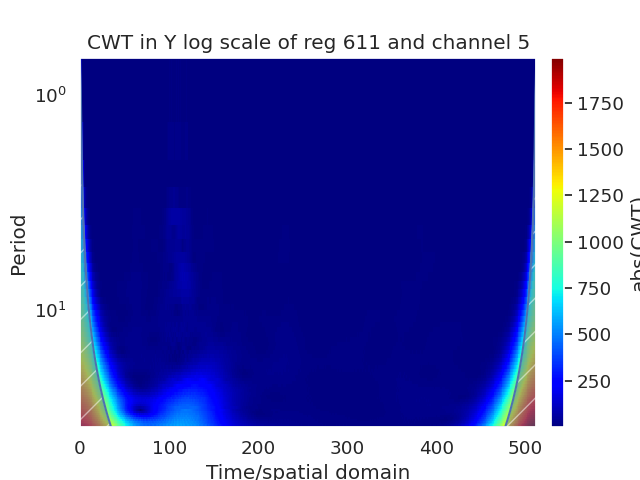 CWT in Y log scale of reg 611 and channel 5
10⁰
10¹
Period
0 100 200 300 400 500
Time/spatial domain
1750
1500
1250
1000
750
500
250
abs(CWT)